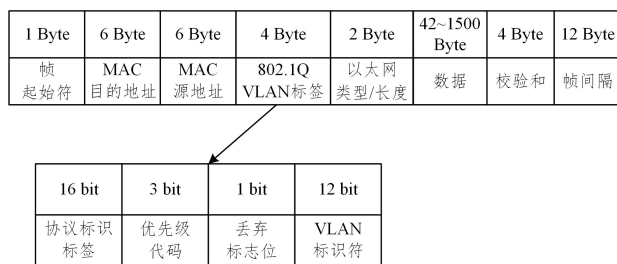 1 Byte 6 Byte 6 Byte 4 Byte 2 Byte 42~1500 Byte 4 Byte 12 Byte
帧 MAC MAC 802.1Q 以太网 数据 校验和 帧间隔
起始符 目的地址 源地址 VLAN标签 类型/长度
16 bit 3 bit 1 bit 12 bit
协议标识 优先级 丢弃 VLAN
标签 代码 标志位 标识符